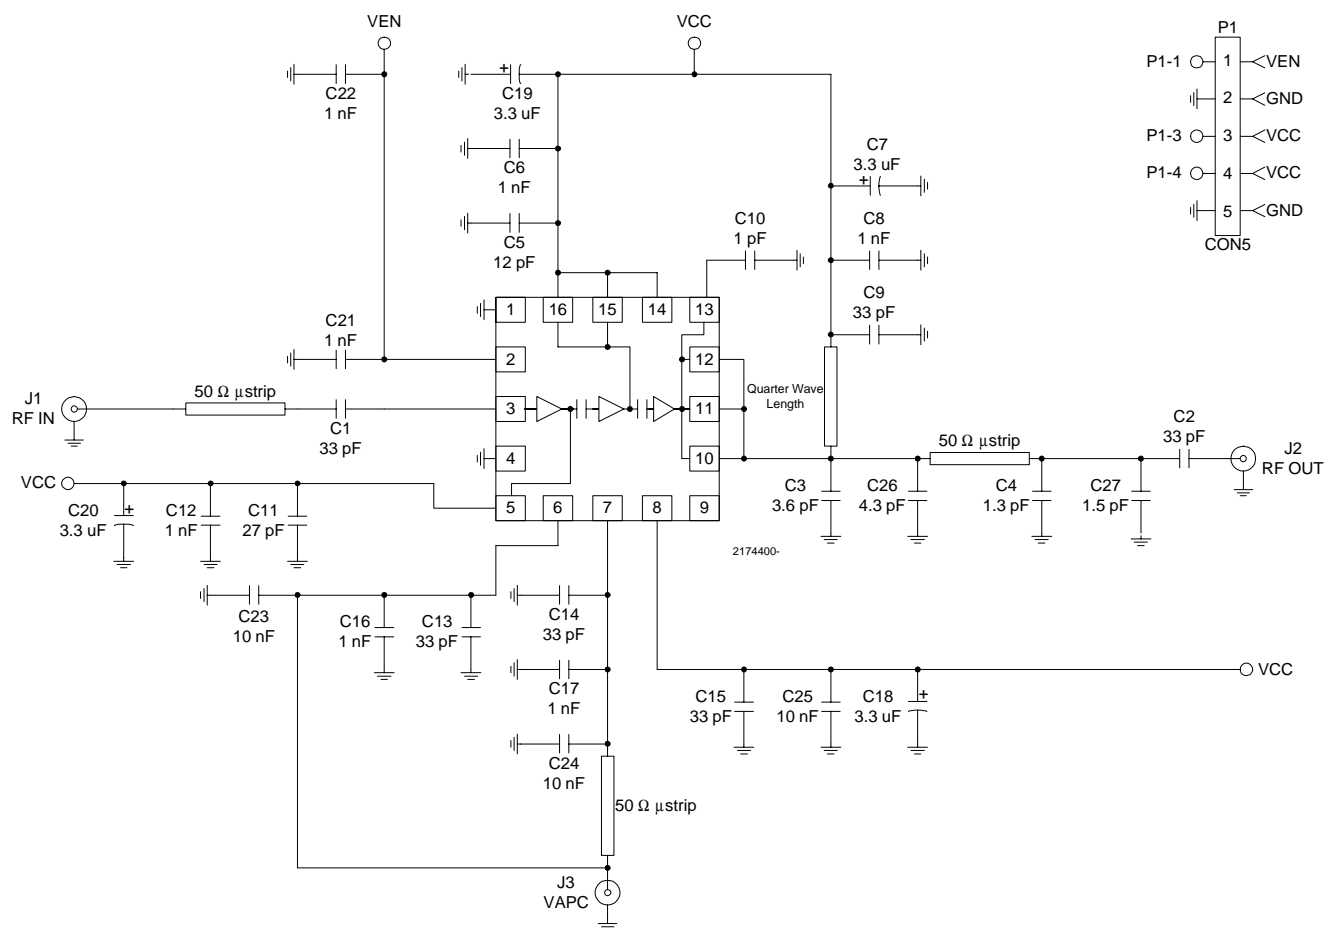 VEN
VCC
P1
P1-1
1
VEN
2
GND
P1-3
3
VCC
P1-4
4
VCC
5
GND
CON5
C22
1 nF
+
C19
3.3 uF
C6
1 nF
C5
12 pF
C7
3.3 uF
+
C10
1 pF
C8
1 nF
C9
33 pF
1
16
15
14
13
C21
1 nF
2
12
Quarter Wave
Length
J1
RF IN
50 Ω μstrip
C1
33 pF
3
11
4
10
C2
33 pF
50 Ω μstrip
J2
RF OUT
VCC
C20
3.3 uF
+
C12
1 nF
C11
27 pF
5
6
7
8
9
C3
3.6 pF
C26
4.3 pF
C4
1.3 pF
C27
1.5 pF
2174400-
C23
10 nF
C16
1 nF
C13
33 pF
C14
33 pF
C17
1 nF
C24
10 nF
C15
33 pF
C25
10 nF
C18
3.3 uF
+
VCC
50 Ω μstrip
J3
VAPC